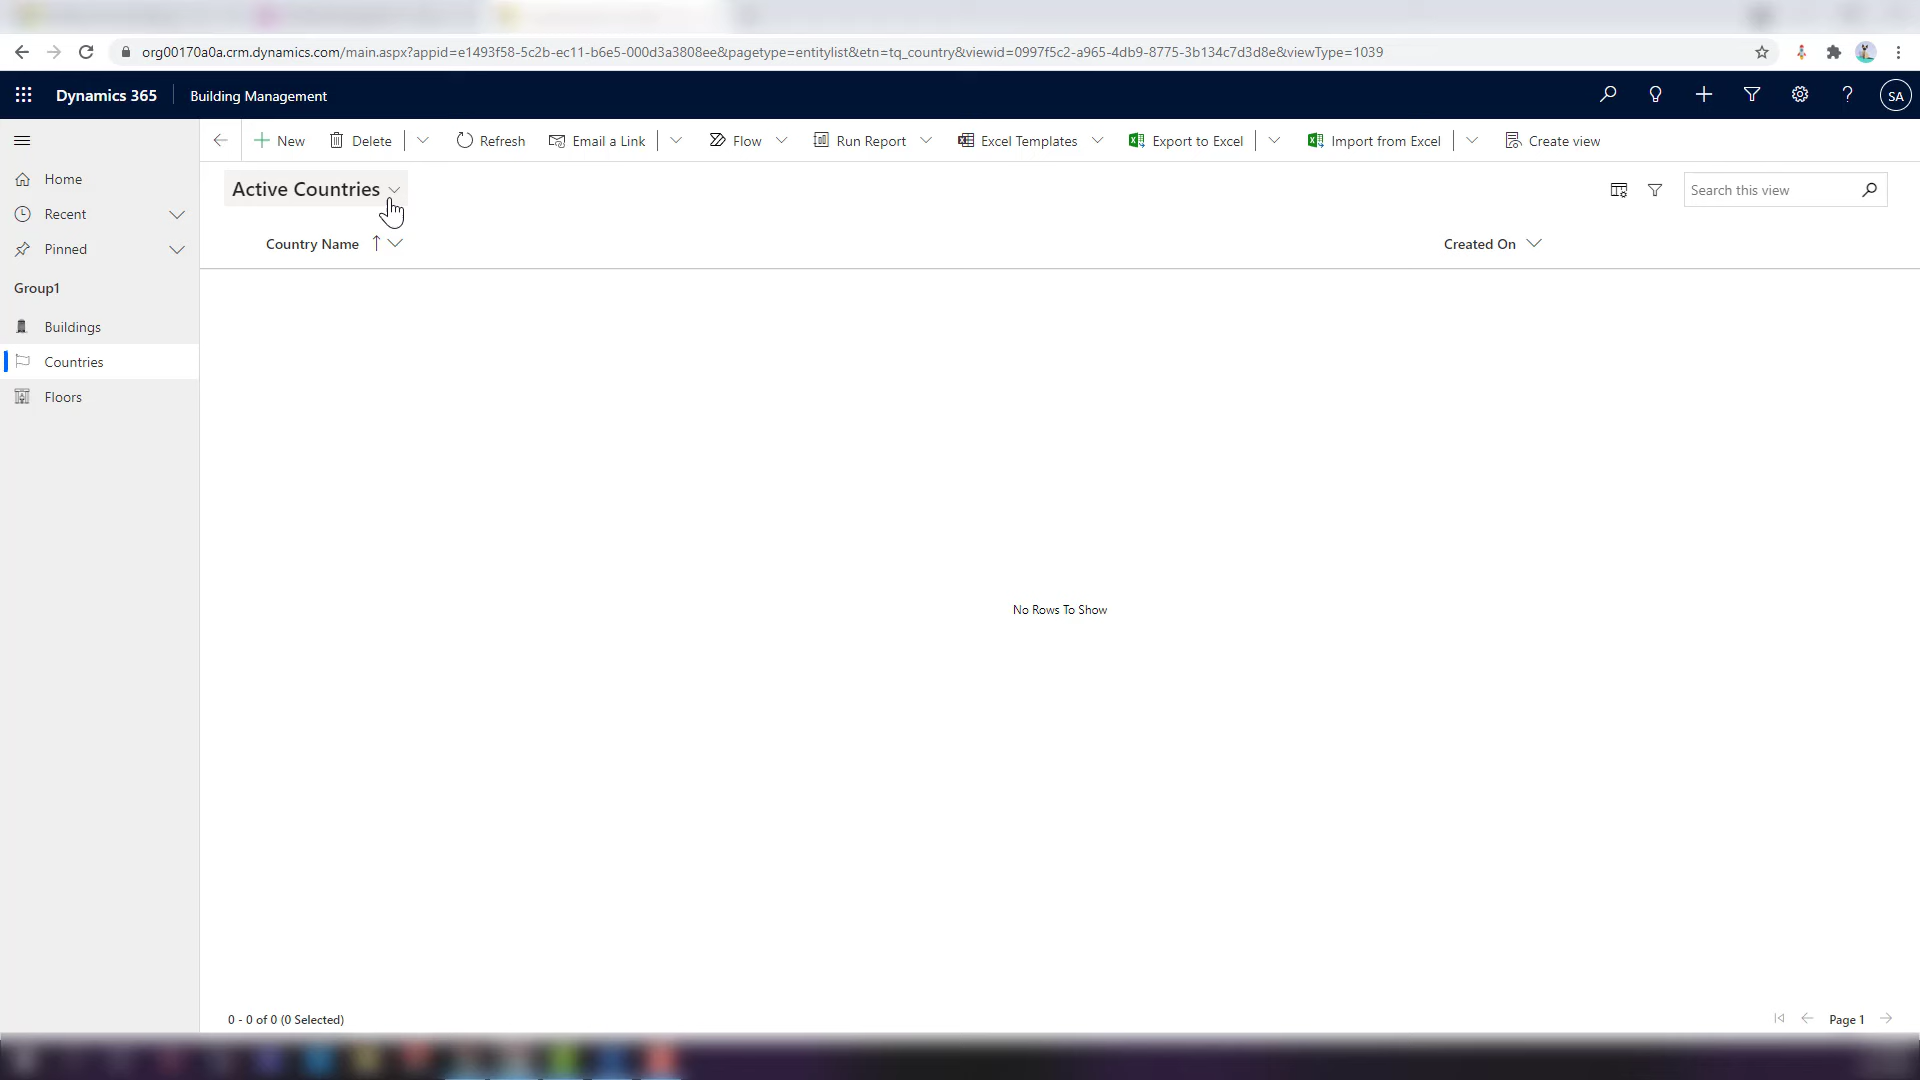 org00170a0a.crm.dynamics.com/main.aspx?appid=e1493f58-5c2b-ec11-b6e5-000d3a3808ee&pagetype=entitylist&etn=tq_country&viewid=0997f5c2-a965-4db9-8775-3b134c7d3d8e&viewType=1039
Dynamics 365 Building Management ? SA
New Delete Refresh Email a Link Flow Run Report Excel Templates Export to Excel Import from Excel Create view
Home
Recent
Pinned
Group1
Buildings
Countries
Floors
Active Countries
Search this view
Country Name Created On
No Rows To Show
0 - 0 of 0 (0 Selected)
Page 1